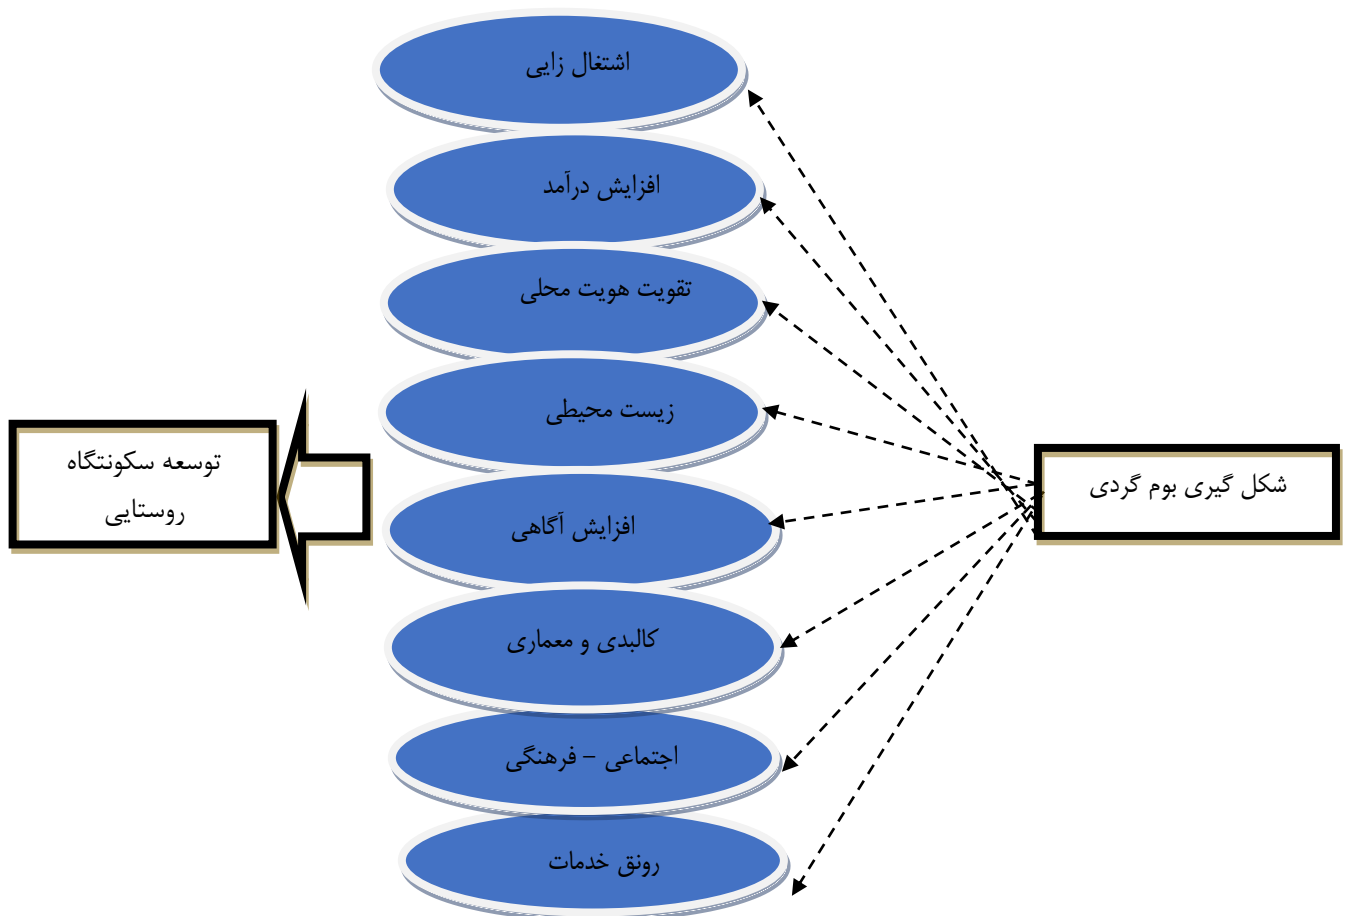 شکل گیری بوم گردی
اشتغال زایی
افزایش درآمد
تقویت هویت محلی
زیست محیطی
افزایش آگاهی
کالبدی و معماری
اجتماعی – فرهنگی
رونق خدمات
توسعه سکونتگاه
روستایی